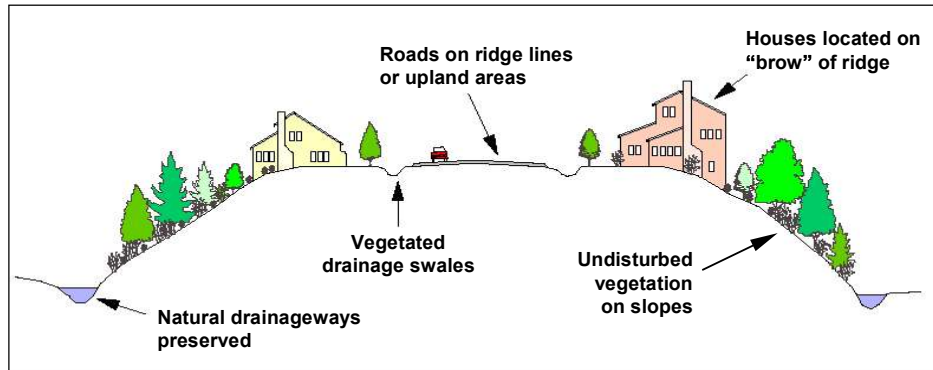 Roads on ridge lines
or upland areas
Houses located on
“brow” of ridge
Vegetated
drainage swales
Undisturbed
vegetation
on slopes
Natural drainageways
preserved